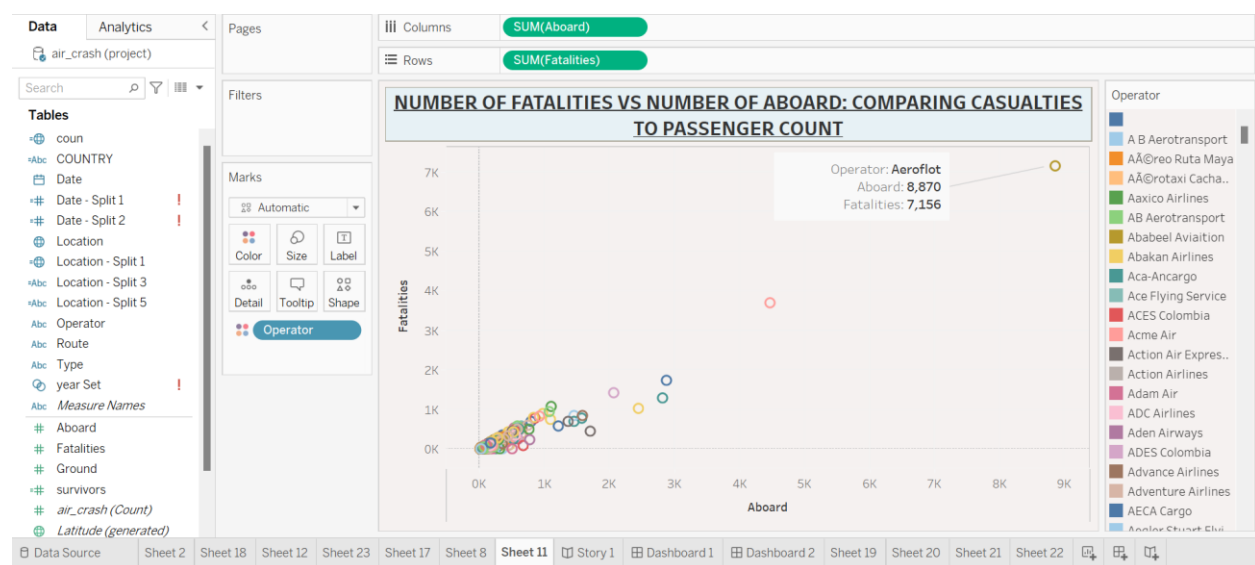 Data Analytics
air_crash (project)
Search
Tables
coun
Abc COUNTRY
Date
Date - Split 1 !
Date - Split 2 !
Location
Location - Split 1
Abc Location - Split 3
Abc Location - Split 5
Abc Operator
Abc Route
Abc Type
year Set !
Abc Measure Names
Aboard
Fatalities
Ground
survivors
air_crash (Count)
Latitude (generated)
Pages
Filters
Marks
Automatic
Color Size Label
Detail Tooltip Shape
Operator
Columns SUM(Aboard)
Rows SUM(Fatalities)
NUMBER OF FATALITIES VS NUMBER OF ABOARD: COMPARING CASUALTIES
TO PASSENGER COUNT
Operator: Aeroflot
Aboard: 8,870
Fatalities: 7,156
7K
6K
5K
4K
3K
2K
1K
0K
Fatalities
0K 1K 2K 3K 4K 5K 6K 7K 8K 9K
Aboard
Operator
A B Aerotransport
AÃ©reo Ruta Maya
AÃ©rotaxi Cacha..
Aaxico Airlines
AB Aerotransport
Ababeel Aviaition
Abakan Airlines
Aca-Ancargo
Ace Flying Service
ACES Colombia
Acme Air
Action Air Expres..
Action Airlines
Adam Air
ADC Airlines
Aden Airways
ADES Colombia
Advance Airlines
Adventure Airlines
AECA Cargo
Data Source Sheet 2 Sheet 18 Sheet 12 Sheet 23 Sheet 17 Sheet 8 Sheet 11 Story 1 Dashboard 1 Dashboard 2 Sheet 19 Sheet 20 Sheet 21 Sheet 22